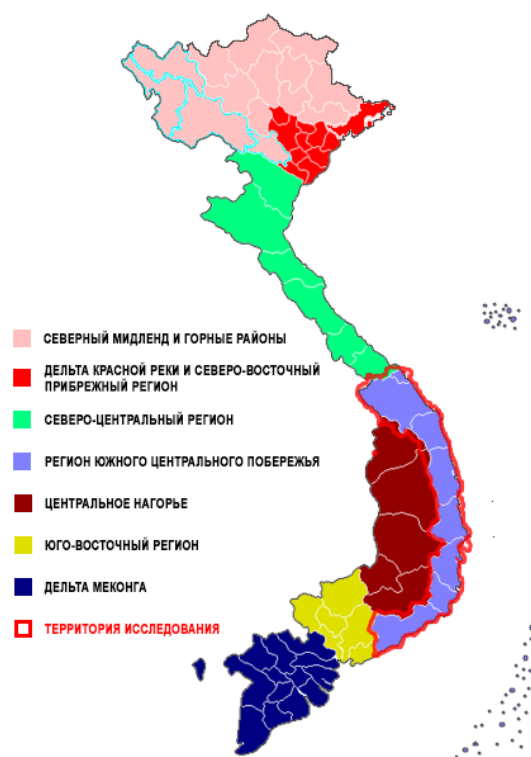 СЕВЕРНЫЙ МИДЛЕНД И ГОРНЫЕ РАЙОНЫ
ДЕЛЬТА КРАСНОЙ РЕКИ И СЕВЕРО-ВОСТОЧНЫЙ
ПРИБРЕЖНЫЙ РЕГИОН
СЕВЕРО-ЦЕНТРАЛЬНЫЙ РЕГИОН
РЕГИОН ЮЖНОГО ЦЕНТРАЛЬНОГО ПОБЕРЕЖЬЯ
ЦЕНТРАЛЬНОЕ НАГОРЬЕ
ЮГО-ВОСТОЧНЫЙ РЕГИОН
ДЕЛЬТА МЕКОНГА
ТЕРРИТОРИЯ ИССЛЕДОВАНИЯ